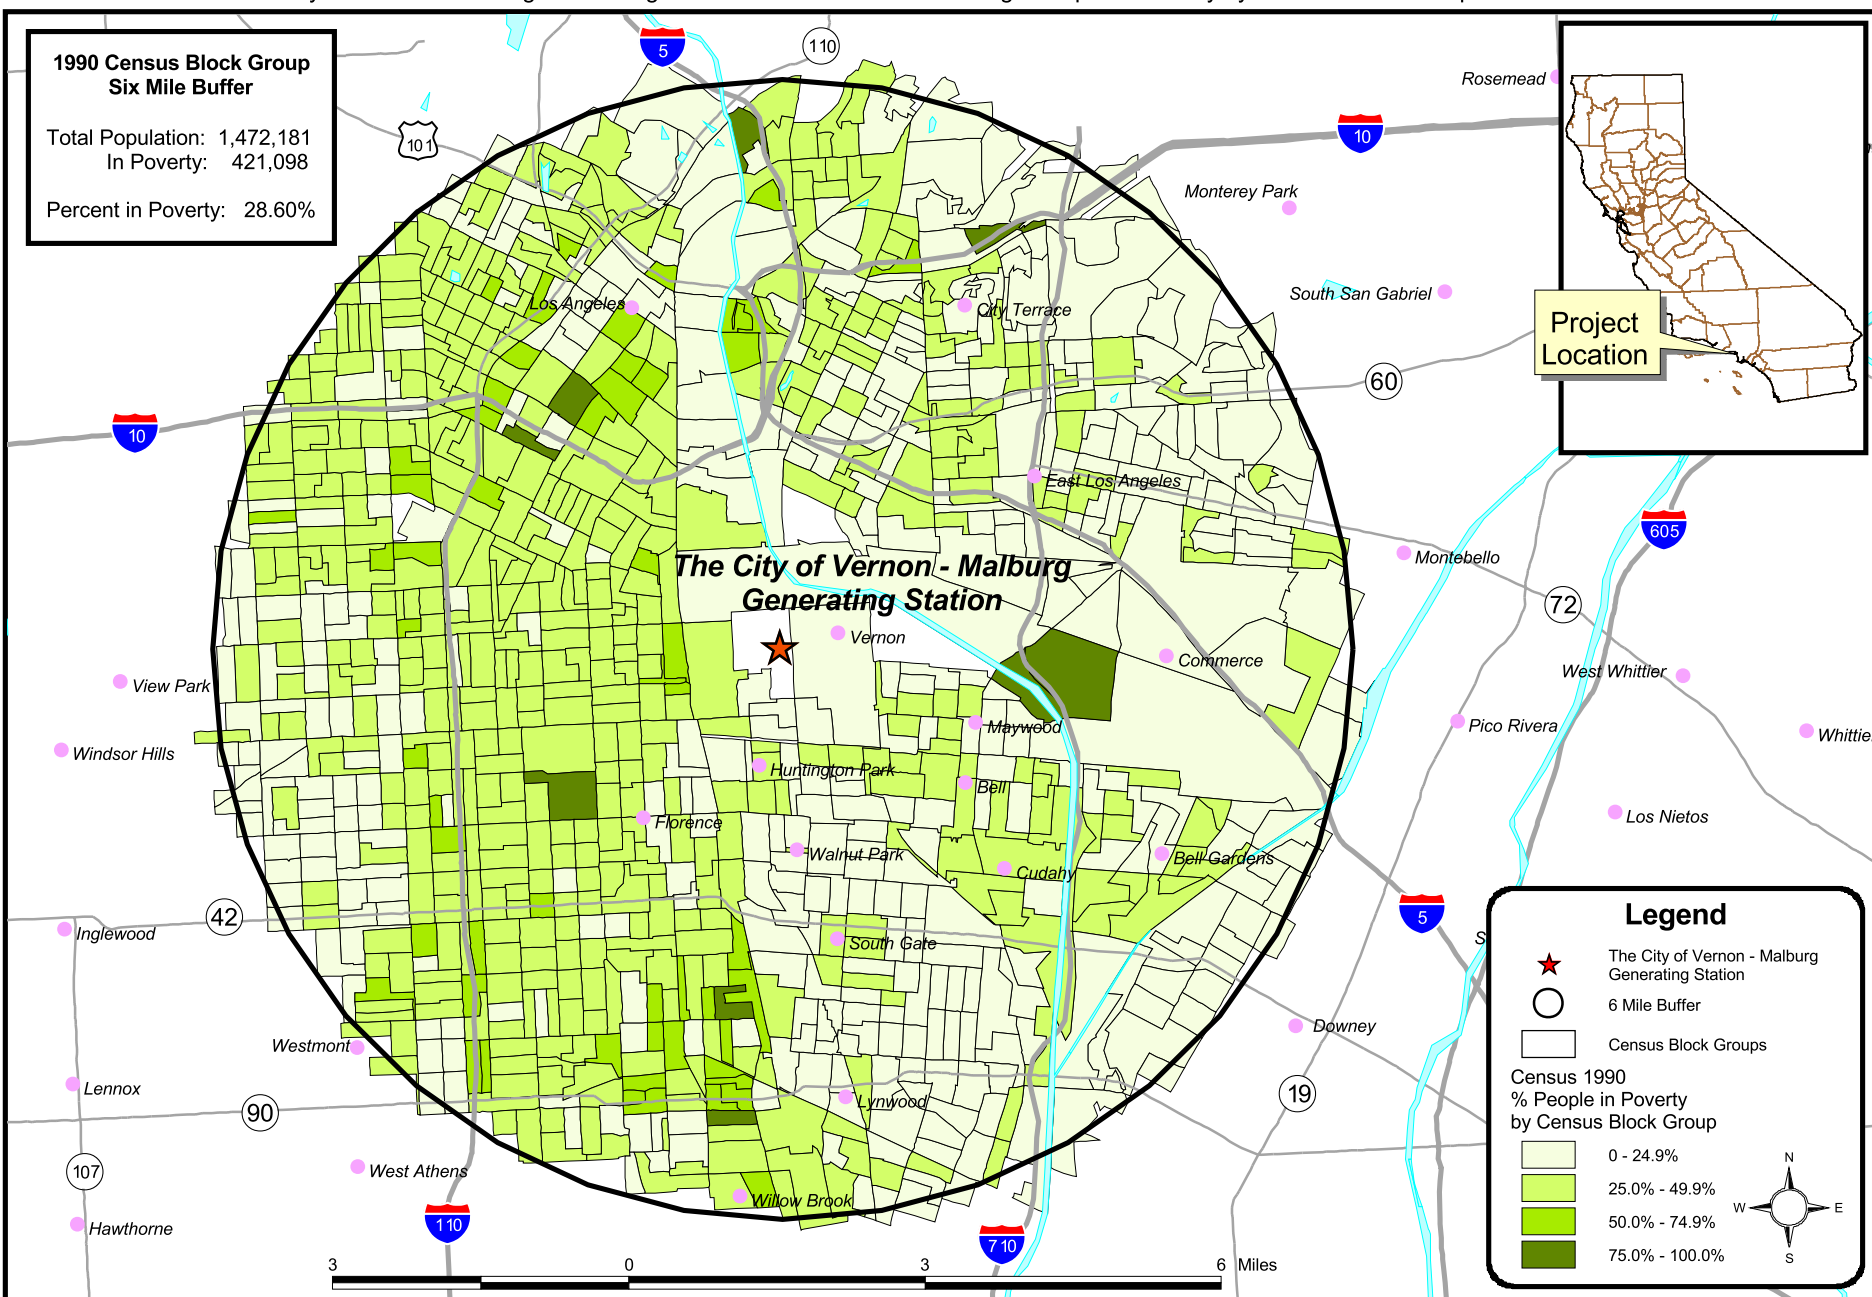 1990 Census Block Group
Six Mile Buffer
Total Population: 1,472,181
In Poverty: 421,098
Percent in Poverty: 28.60%
5
110
101
10
Rosemead
Monterey Park
South San Gabriel
Project
Location
Los Angeles
City Terrace
60
10
East Los Angeles
605
Montebello
The City of Vernon - Malburg
Generating Station
72
Vernon
Commerce
West Whittier
View Park
Maywood
Pico Rivera
Windsor Hills
Huntington Park
Bell
Florence
Los Nietos
Walnut Park
Bell Gardens
Cudahy
42
5
Inglewood
South Gate
Downey
Westmont
Lennox
19
90
Lynwood
107
West Athens
Willow Brook
Hawthorne
110
710
3 0 3 6 Miles
Legend
The City of Vernon - Malburg
Generating Station
6 Mile Buffer
Census Block Groups
Census 1990
% People in Poverty
by Census Block Group
0 - 24.9%
25.0% - 49.9%
50.0% - 74.9%
75.0% - 100.0%
N
W E
S